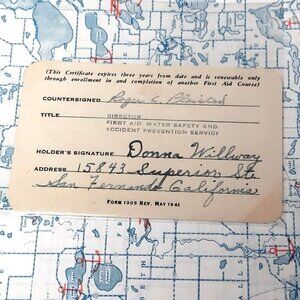 (This Certificate expires three years from date and is renewable only
through enrollment in and completion of another First Aid Course)
COUNTERSIGNED Roger C.
TITLE DIRECTOR
FIRST AID, WATER SAFETY AND
ACCIDENT PREVENTION SERVICE
HOLDER'S SIGNATURE Donna Willway
ADDRESS 15843 Superior St.
San Fernando California
FORM 1305 REV. MAY 1941